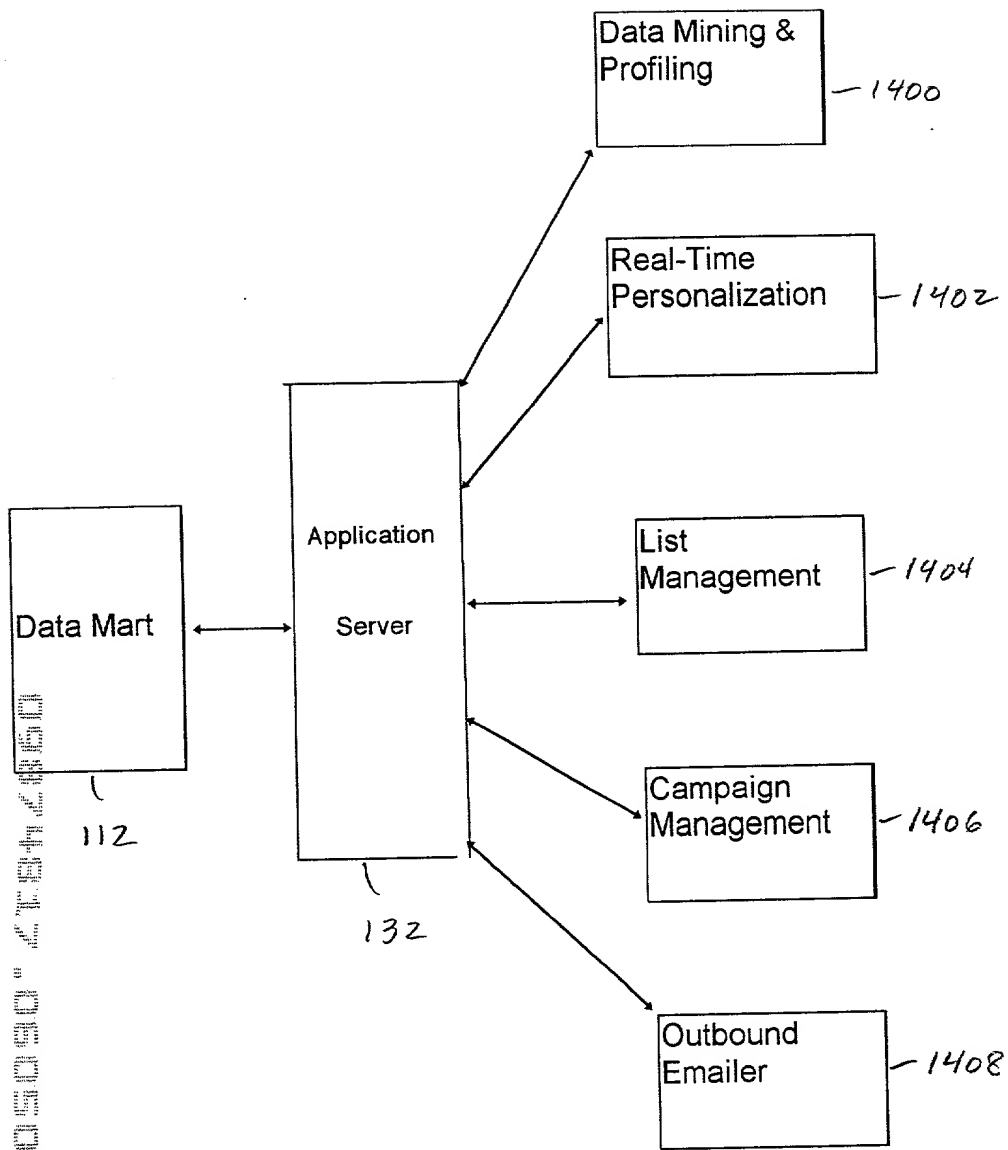 Data Mining &
Profiling
1400
Real-Time
Personalization
1402
Application
Server
List
Management
1404
Data Mart
112
132
Campaign
Management
1406
Outbound
Emailer
1408